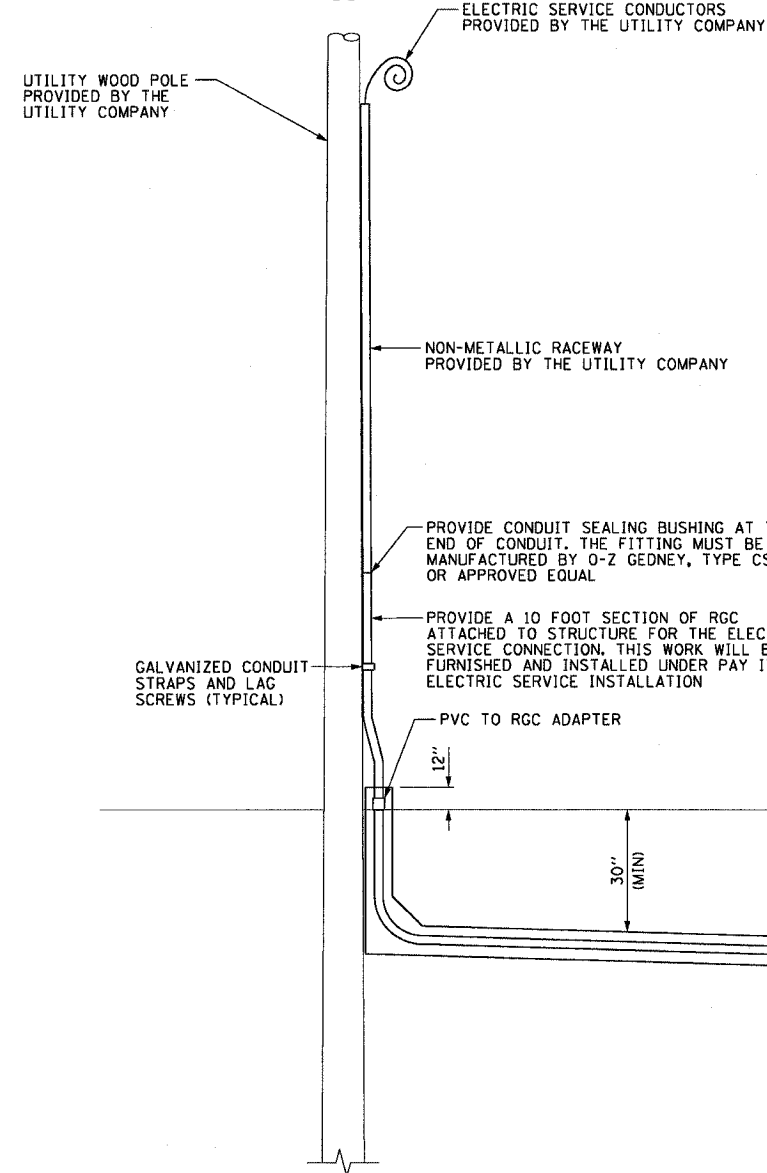 ELECTRIC SERVICE CONDUCTORS
PROVIDED BY THE UTILITY COMPANY
UTILITY WOOD POLE
PROVIDED BY THE
UTILITY COMPANY
NON-METALLIC RACEWAY
PROVIDED BY THE UTILITY COMPANY
PROVIDE CONDUIT SEALING BUSHING AT
END OF CONDUIT. THE FITTING MUST BE
MANUFACTURED BY O-Z GEDNEY, TYPE CS
OR APPROVED EQUAL
PROVIDE A 10 FOOT SECTION OF RGC
ATTACHED TO STRUCTURE FOR THE ELEC
SERVICE CONNECTION. THIS WORK WILL B
FURNISHED AND INSTALLED UNDER PAY I
ELECTRIC SERVICE INSTALLATION
GALVANIZED CONDUIT
STRAPS AND LAG
SCREWS (TYPICAL)
PVC TO RGC ADAPTER
12"
30"
(MIN)